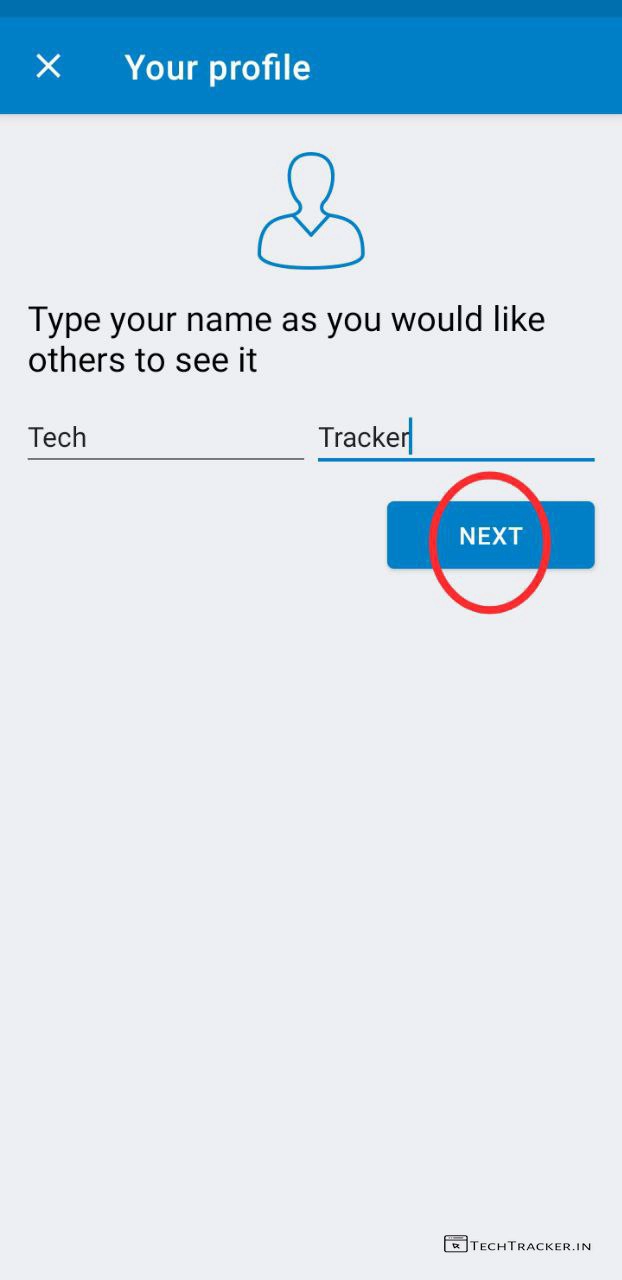 Your profile
Type your name as you would like
others to see it
Tech Tracker
NEXT
TECHTRACKER.IN